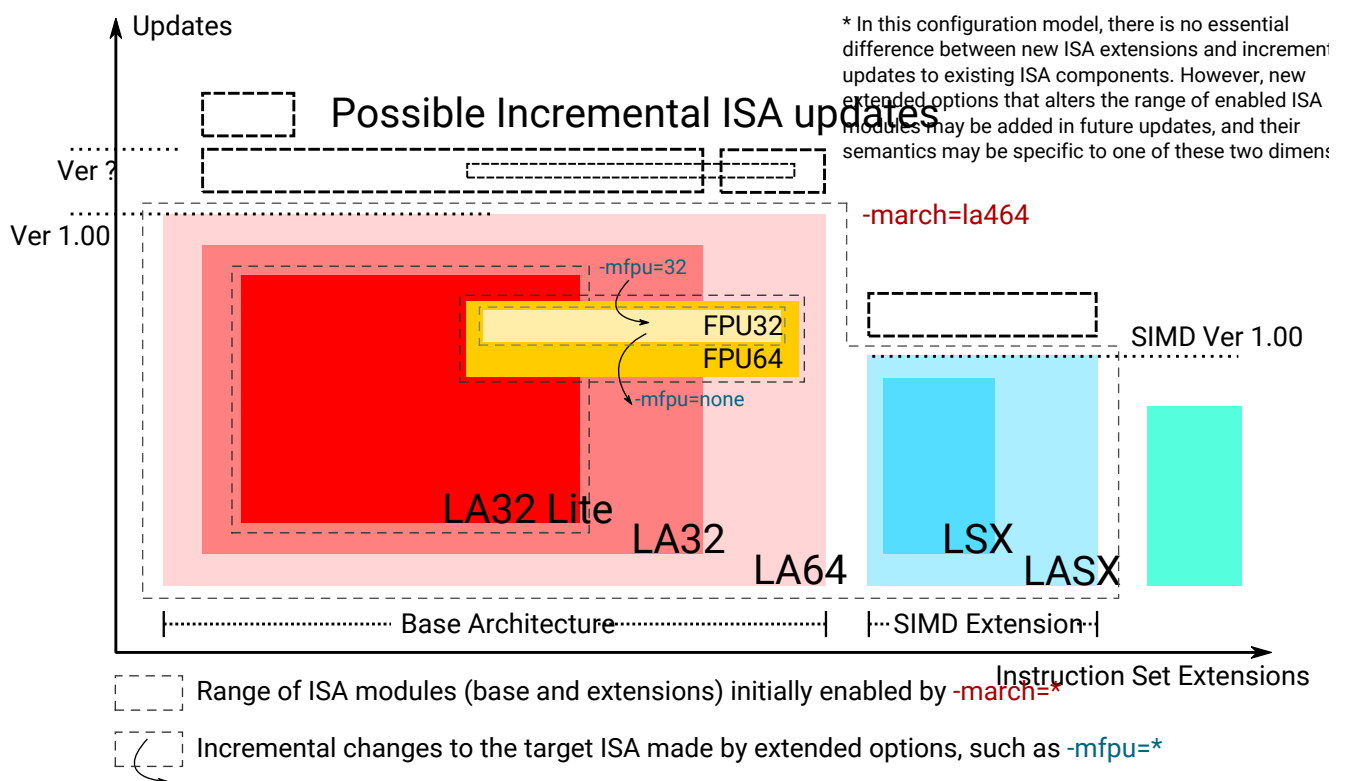 Updates
* In this configuration model, there is no essential
difference between new ISA extensions and increment
updates to existing ISA components. However, new
extended options that alters the range of enabled ISA
modules may be added in future updates, and their
semantics may be specific to one of these two dimens
Possible Incremental ISA updates
Ver ?
Ver 1.00
-march=la464
-mfpu=32
FPU32
FPU64
-mfpu=none
SIMD Ver 1.00
LA32 Lite
LA32
LA64
LSX
LASX
Base Architecture
SIMD Extension
Instruction Set Extensions
Range of ISA modules (base and extensions) initially enabled by -march=*
Incremental changes to the target ISA made by extended options, such as -mfpu=*